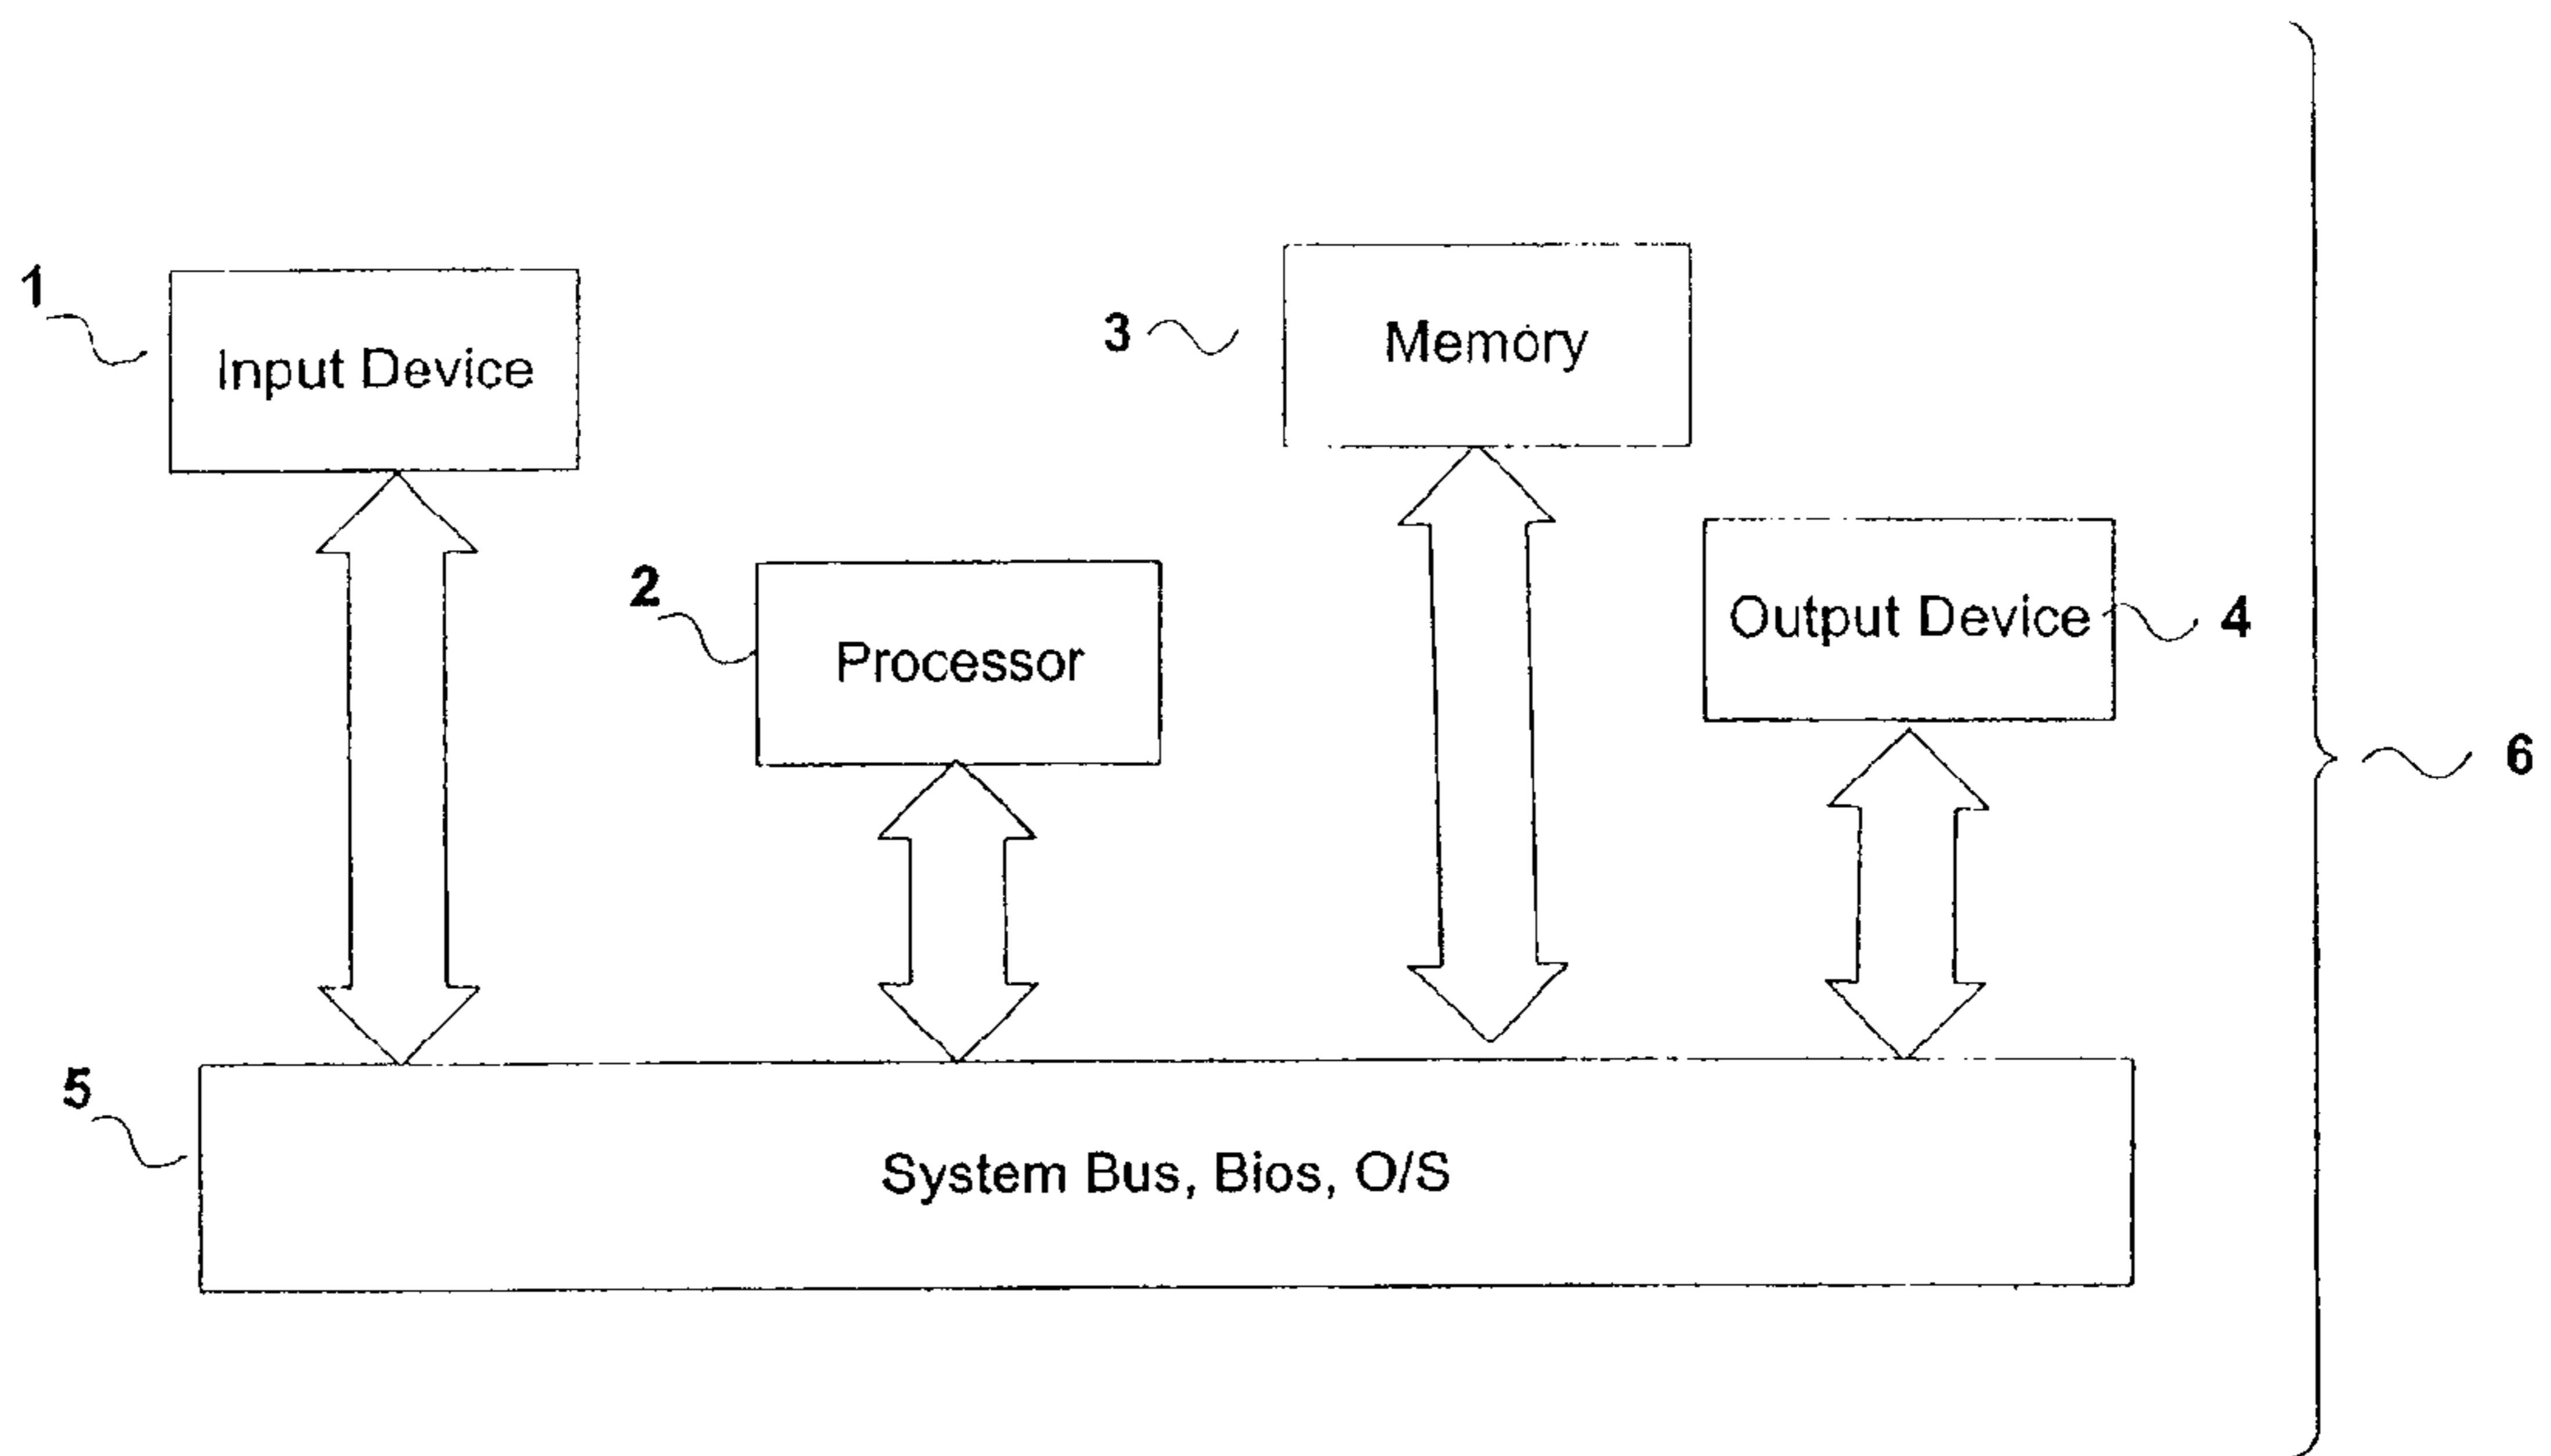 1
Input Device
3
Memory
2
Processor
Output Device
4
6
5
System Bus, Bios, O/S